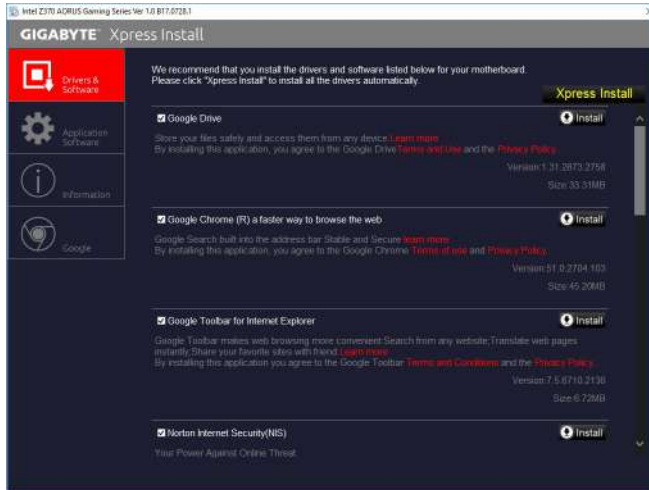 Intel Z370 AORUS Gaming Series Ver 1.0 B17.0728.1
GIGABYTE Xpress Install
Drivers &
Software
Application
Software
Information
Google
We recommend that you install the drivers and software listed below for your motherboard.
Please click "Xpress Install" to install all the drivers automatically.
Xpress Install
Google Drive
Install
Store your files safely and access them from any device.Learn more
By installing this application, you agree to the Google DriveTerms and Use and the Privacy Policy.
Version:1.31.2873.2758
Size:33.31MB
Google Chrome (R) a faster way to browse the web
Install
Google Search built into the address bar Stable and Secure learn more
By installing this application, you agree to the Google Chrome Terms of use and Privacy Policy.
Version:51.0.2704.103
Size:45.20MB
Google Toolbar for Internet Explorer
Install
Google Toolbar makes web browsing more convenient.Search from any website;Translate web pages
instantly;Share your favorite sites with friend.Learn more
By installing this application you agree to the Google Toolbar Terms and Conditions and the Privacy Policy.
Version:7.5.8710.2136
Size:6.72MB
Norton Internet Security(NIS)
Install
Your Power Against Online Threat.